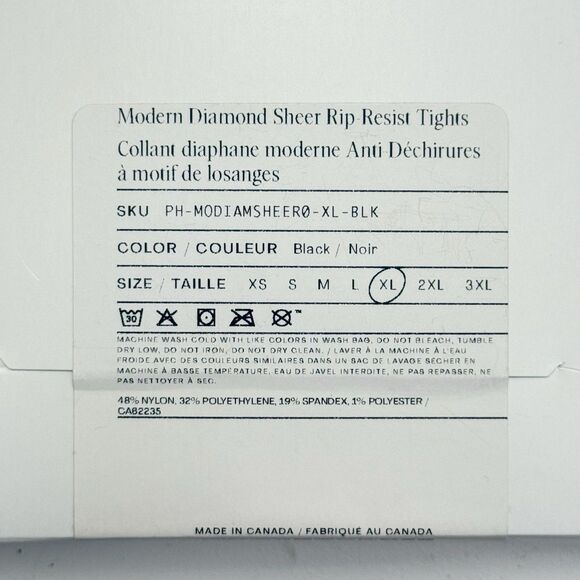 Modern Diamond Sheer Rip-Resist Tights
Collant diaphane moderne Anti-Déchirures
à motif de losanges
SKU PH-MODIAMSHEER0-XL-BLK
COLOR / COULEUR Black / Noir
SIZE / TAILLE XS S M L XL 2XL 3XL
30 ™
MACHINE WASH COLD WITH LIKE COLORS IN WASH BAG, DO NOT BLEACH, TUMBLE
DRY LOW, DO NOT IRON, DO NOT DRY CLEAN. / LAVER À LA MACHINE À L'EAU
FROIDE AVEC DES COULEURS SIMILAIRES DANS UN SAC DE LAVAGE SÉCHER EN
MACHINE À BASSE TEMPÉRATURE, EAU DE JAVEL INTERDITE, NE PAS REPASSER, NE
PAS NETTOYER À SEC.
48% NYLON, 32% POLYETHYLENE, 19% SPANDEX, 1% POLYESTER /
CA62235
MADE IN CANADA / FABRIQUÉ AU CANADA